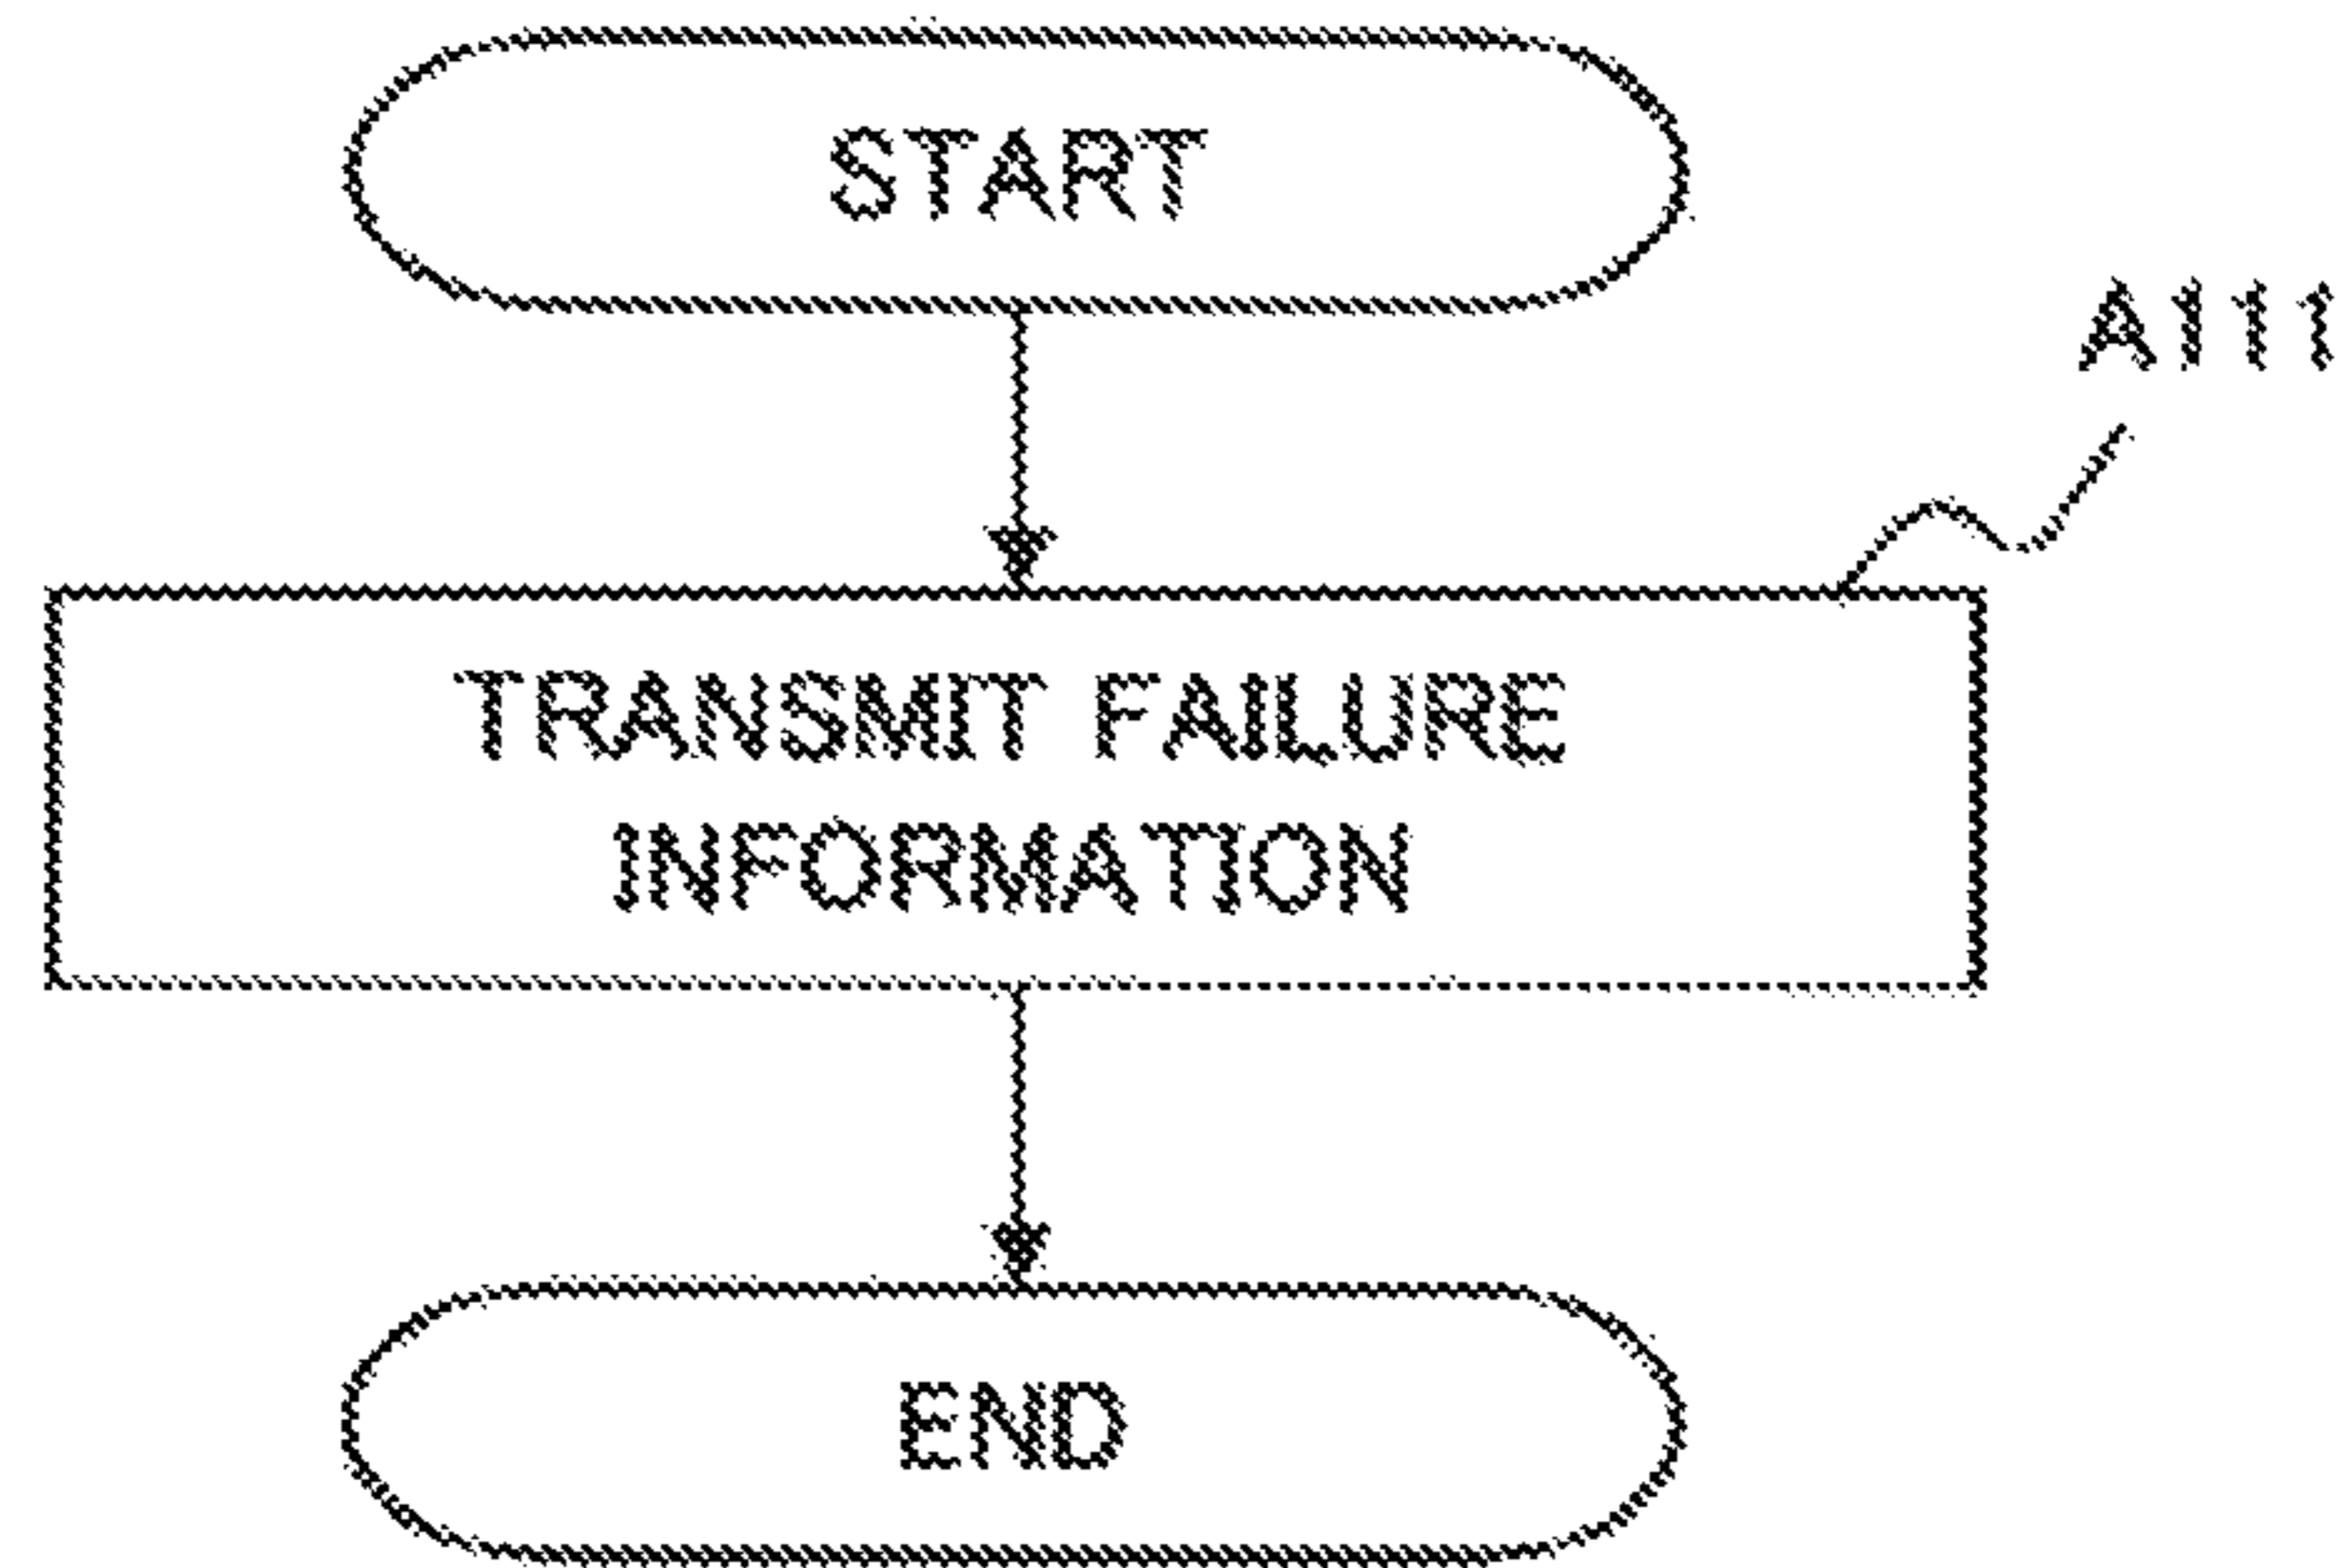 START
A111
TRANSMIT FAILURE
INFORMATION
END